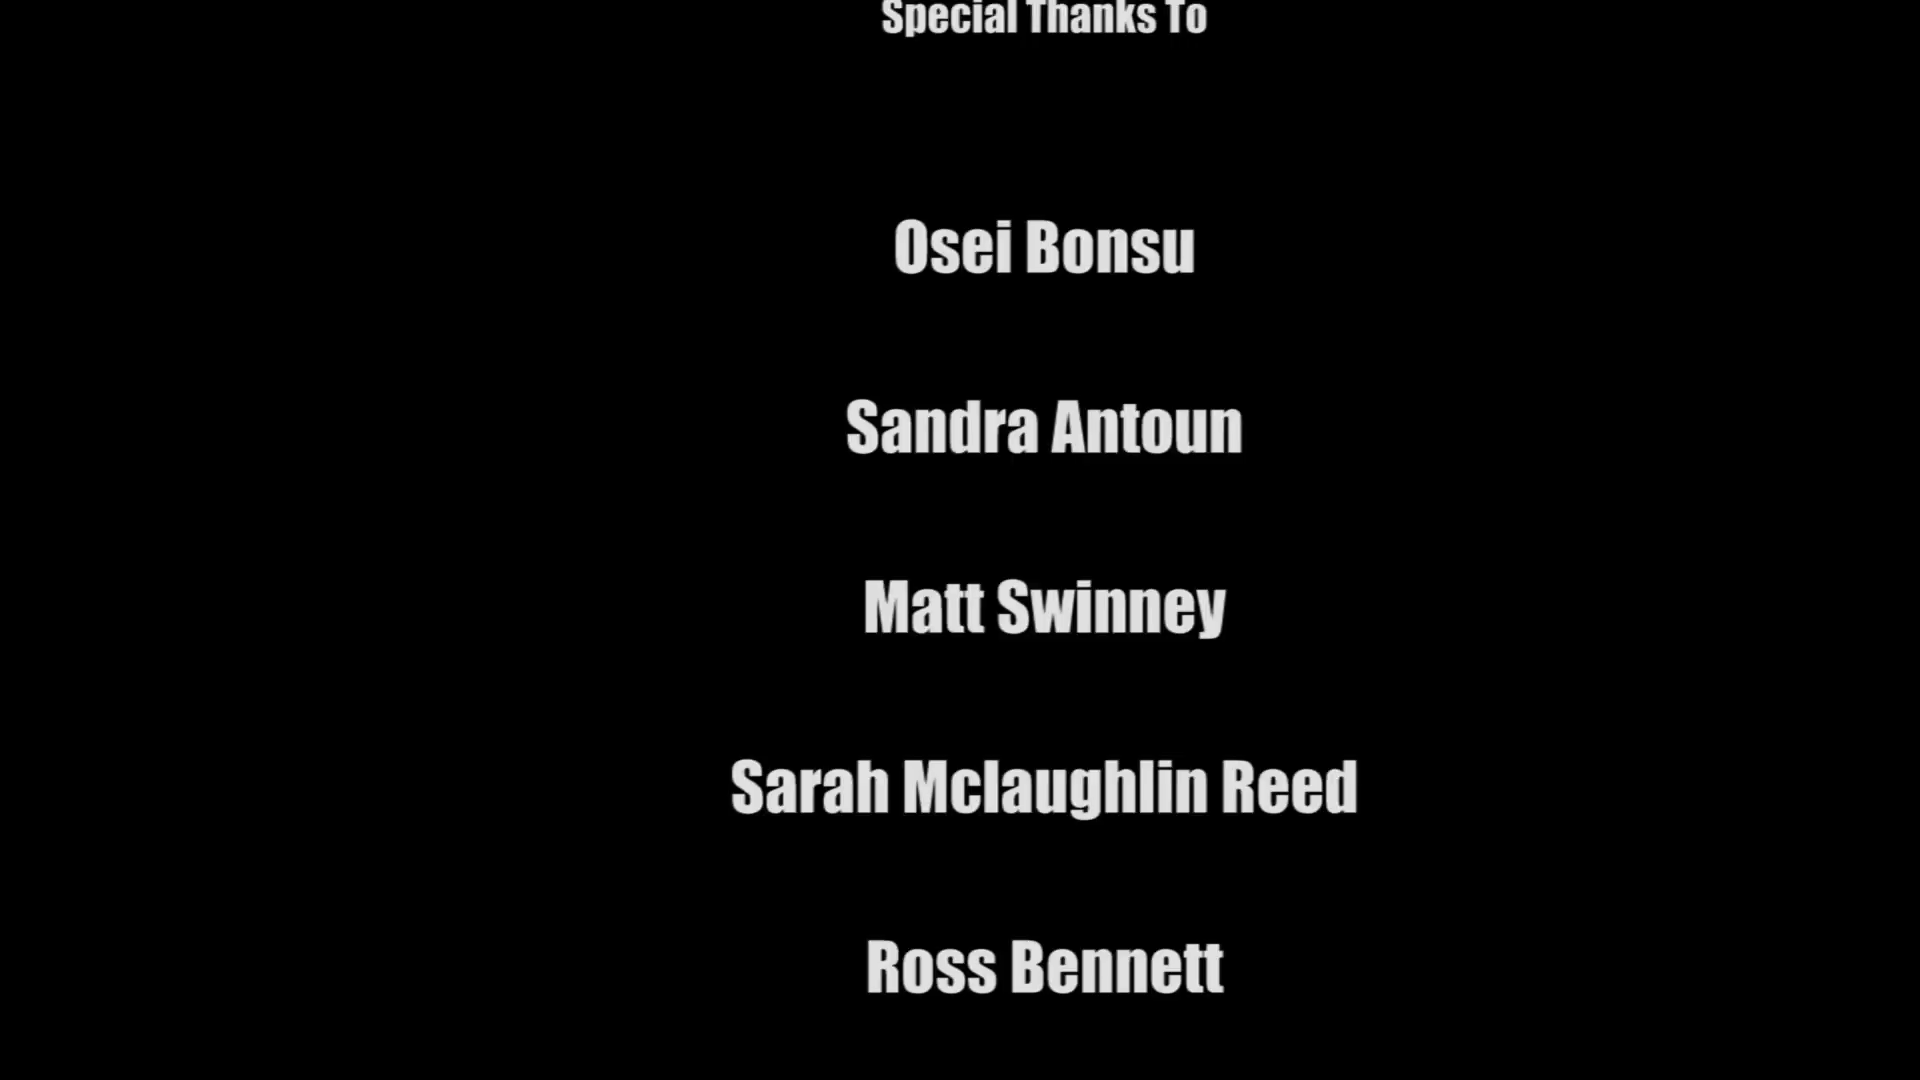 Special Thanks To
Osei Bonsu
Sandra Antoun
Matt Swinney
Sarah Mclaughlin Reed
Ross Bennett